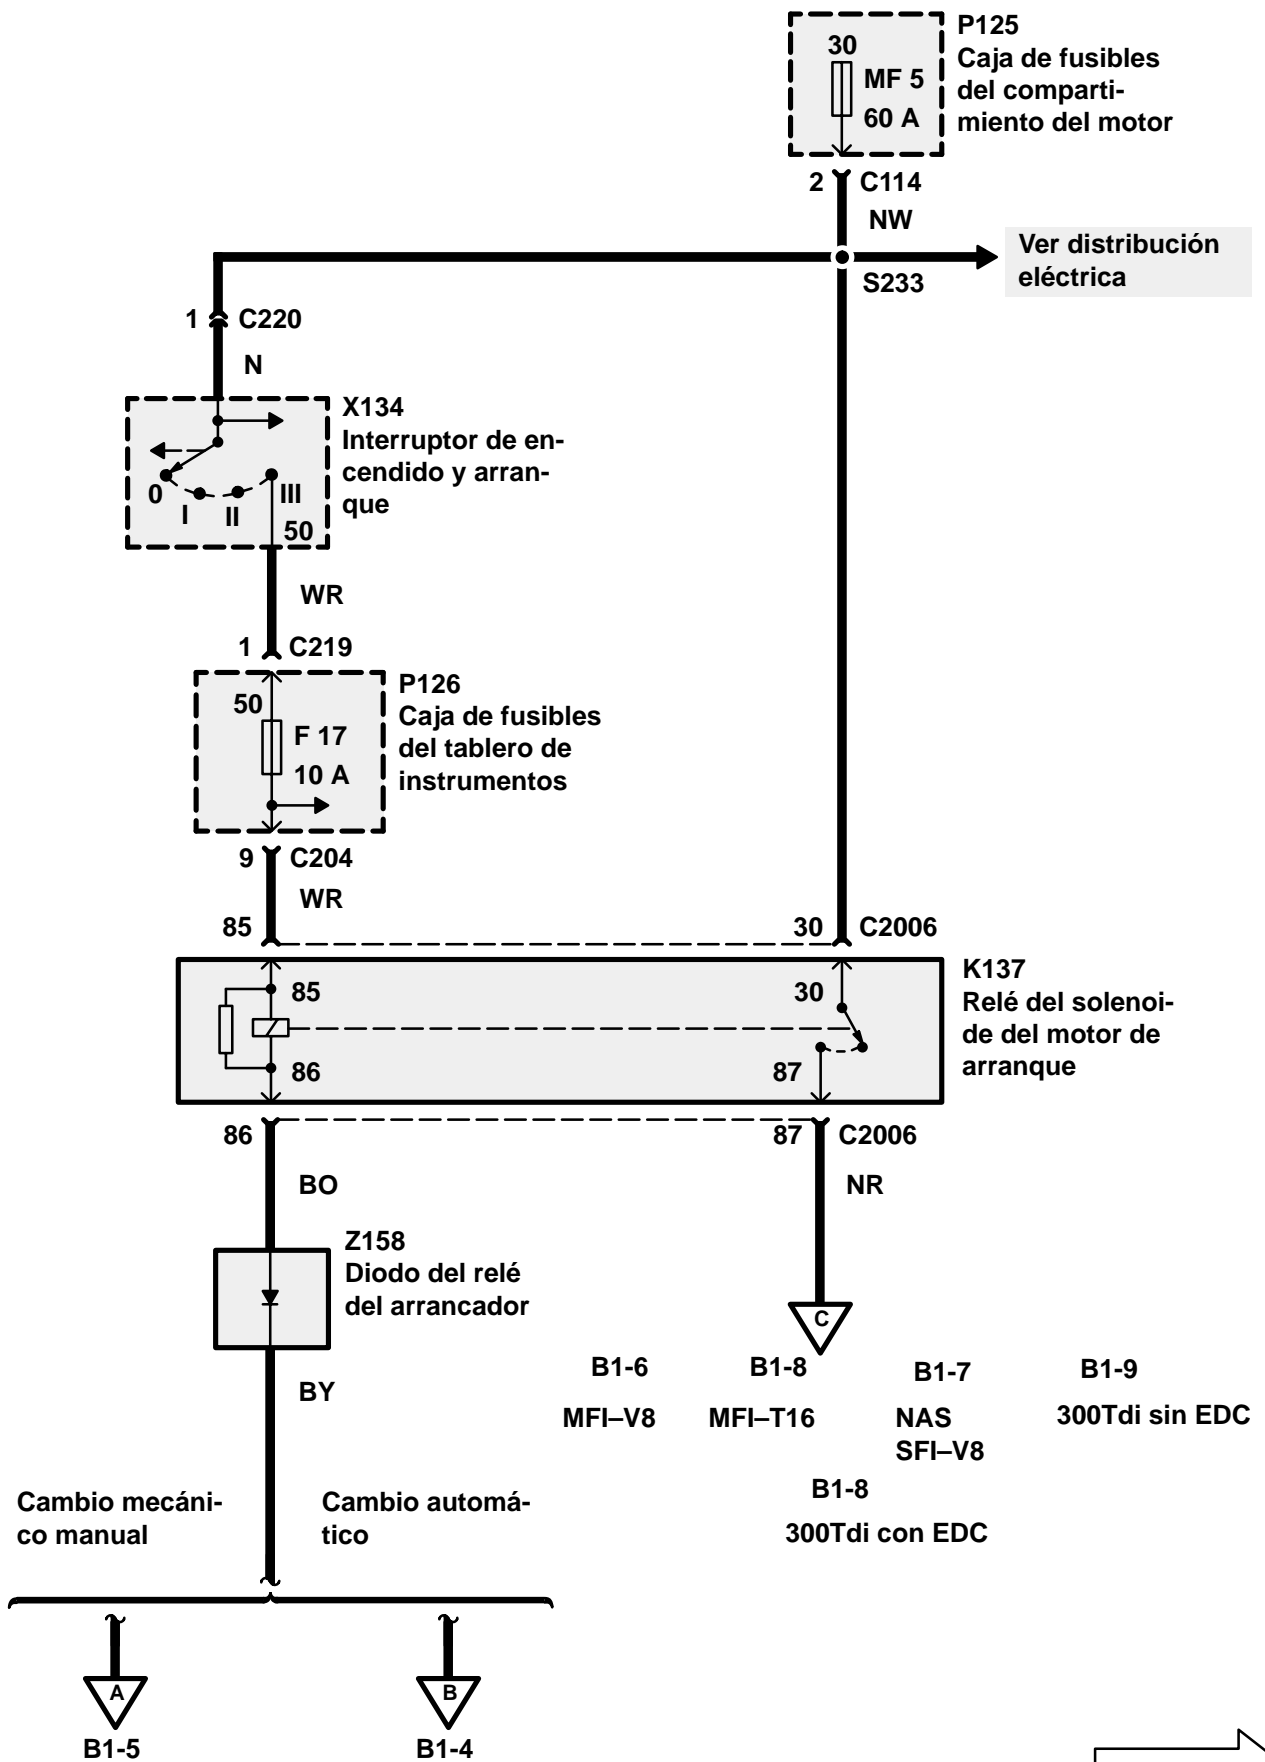 P125
Caja de fusibles
del comparti-
miento del motor
30
MF 5
60 A
2
C114
NW
Ver distribución
eléctrica
S233
1
C220
N
X134
Interruptor de en-
cendido y arran-
que
0
I
II
III
50
WR
1
C219
P126
Caja de fusibles
del tablero de
instrumentos
50
F 17
10 A
9
C204
WR
85
30
C2006
K137
Relé del solenoi-
de del motor de
arranque
85
30
86
87
86
87
C2006
BO
NR
Z158
Diodo del relé
del arrancador
C
BY
B1-6
B1-8
B1-7
B1-9
MFI–V8
MFI–T16
NAS
SFI–V8
300Tdi sin EDC
B1-8
300Tdi con EDC
Cambio mecáni-
co manual
Cambio automá-
tico
A
B
B1-5
B1-4